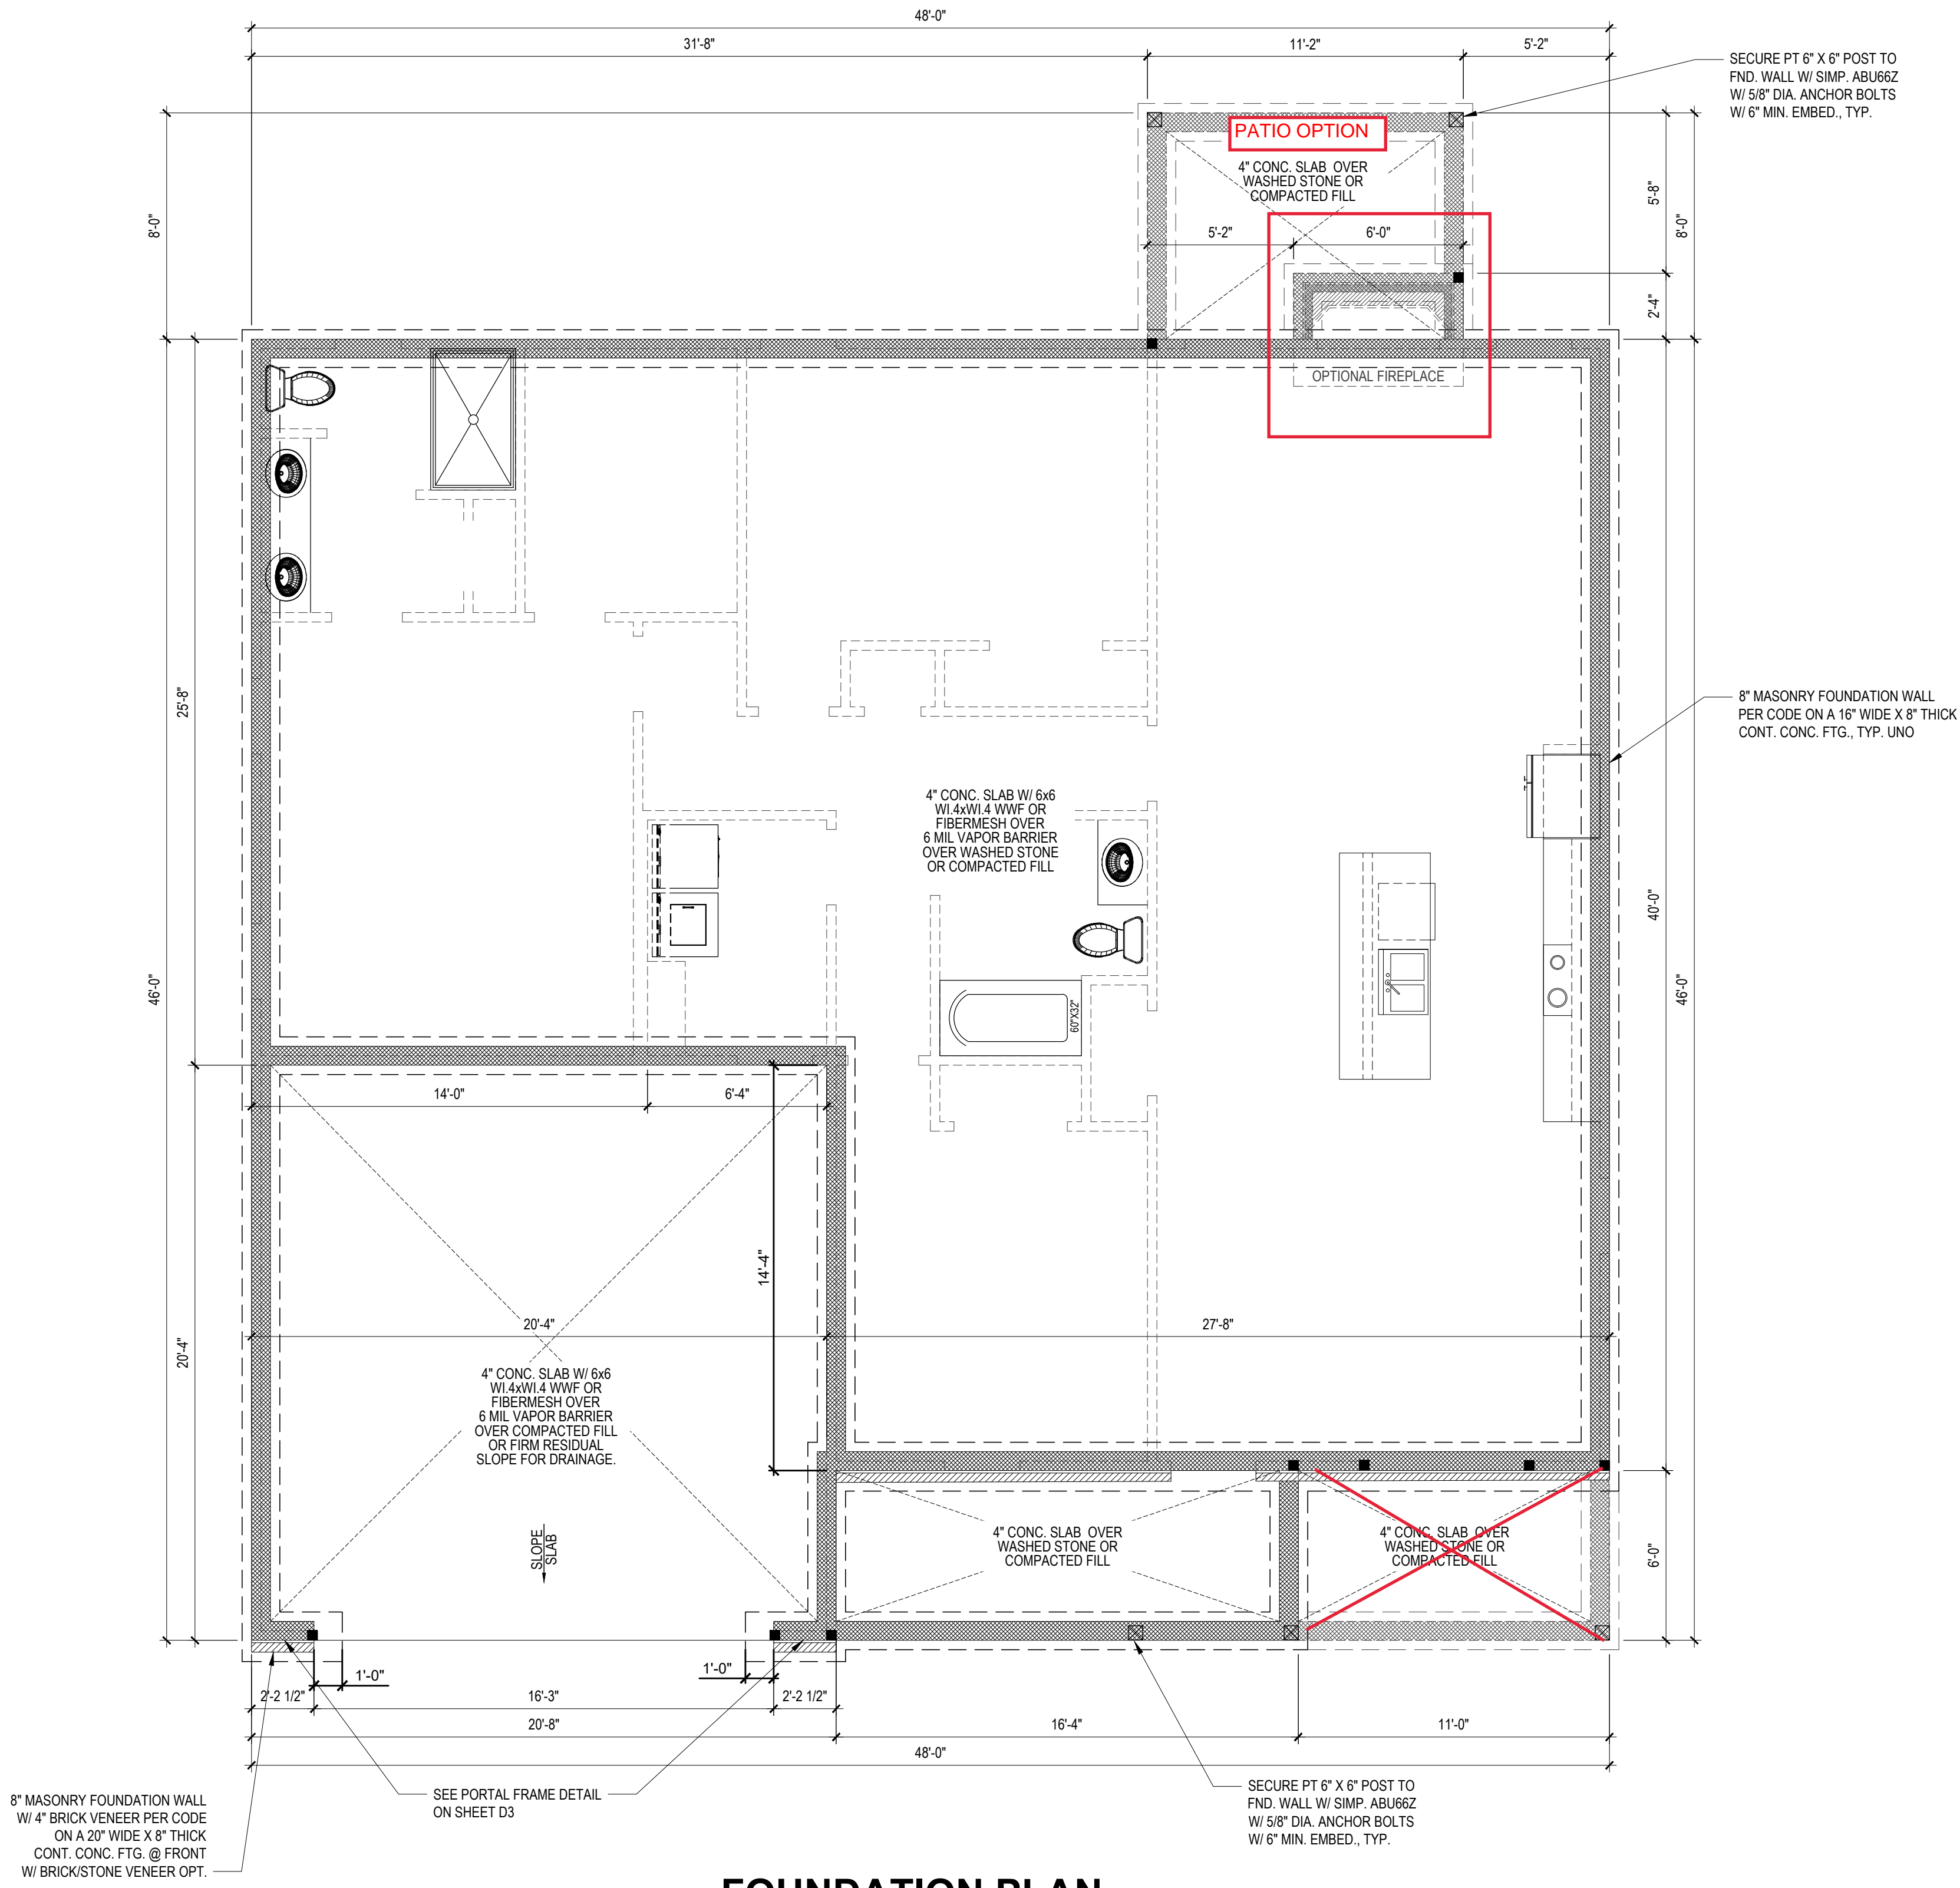 48'-0"
31'-8"
11'-2"
5'-2"
SECURE PT 6" X 6" POST TO
FND. WALL W/ SIMP. ABU66Z
W/ 5/8" DIA. ANCHOR BOLTS
W/ 6" MIN. EMBED., TYP.
PATIO OPTION
4" CONC. SLAB OVER
WASHED STONE OR
COMPACTED FILL
8'-0"
5'-8"
8'-0"
5'-2"
6'-0"
2'-4"
OPTIONAL FIREPLACE
25'-8"
8" MASONRY FOUNDATION WALL
PER CODE ON A 16" WIDE X 8" THICK
CONT. CONC. FTG., TYP. UNO
4" CONC. SLAB W/ 6x6
WI.4xWI.4 WWF OR
FIBERMESH OVER
6 MIL VAPOR BARRIER
OVER WASHED STONE
OR COMPACTED FILL
40'-0"
46'-0"
46'-0"
60"X32"
14'-0"
6'-4"
14'-4"
20'-4"
20'-4"
27'-8"
4" CONC. SLAB W/ 6x6
WI.4xWI.4 WWF OR
FIBERMESH OVER
6 MIL VAPOR BARRIER
OVER COMPACTED FILL
OR FIRM RESIDUAL
SLOPE FOR DRAINAGE.
SLOPE
SLAB
4" CONC. SLAB OVER
WASHED STONE OR
COMPACTED FILL
4" CONC. SLAB OVER
WASHED STONE OR
COMPACTED FILL
6'-0"
1'-0"
1'-0"
2'-2 1/2"
16'-3"
2'-2 1/2"
20'-8"
16'-4"
11'-0"
48'-0"
8" MASONRY FOUNDATION WALL
W/ 4" BRICK VENEER PER CODE
ON A 20" WIDE X 8" THICK
CONT. CONC. FTG. @ FRONT
W/ BRICK/STONE VENEER OPT.
SEE PORTAL FRAME DETAIL
ON SHEET D3
SECURE PT 6" X 6" POST TO
FND. WALL W/ SIMP. ABU66Z
W/ 5/8" DIA. ANCHOR BOLTS
W/ 6" MIN. EMBED., TYP.
FOUNDATION PLAN